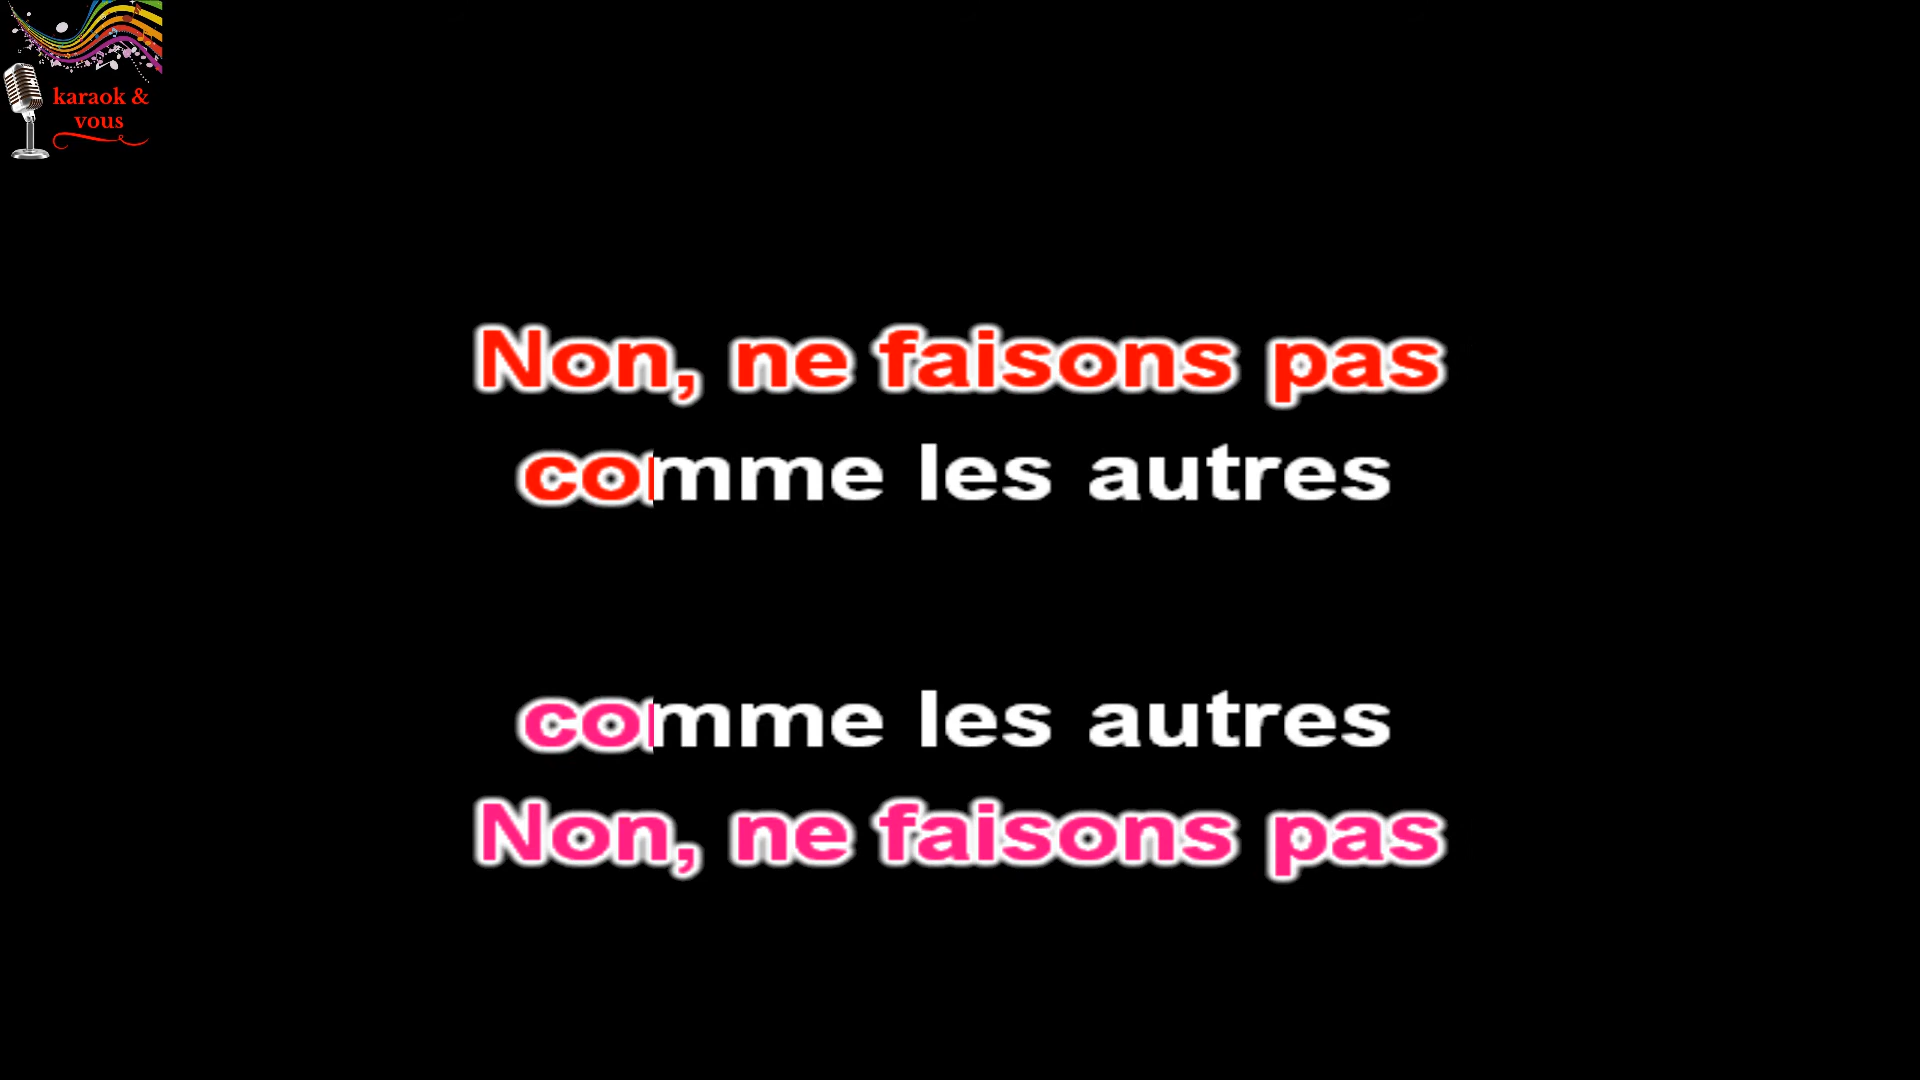 karaok &
vous
Non, ne faisons pas
comme les autres
comme les autres
Non, ne faisons pas